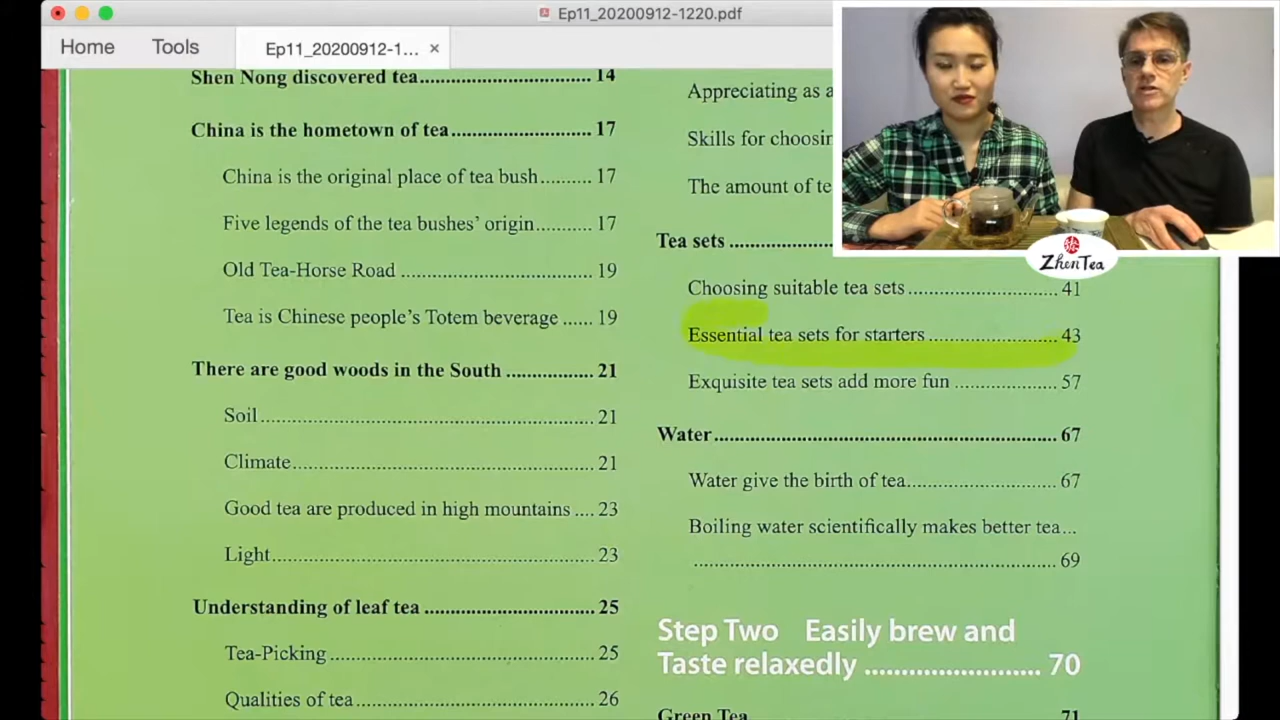 Ep11_20200912-1220.pdf
Home
Tools
Ep11_20200912-1... ×
Shen Nong discovered tea........................... 14
China is the hometown of tea...................... 17
China is the original place of tea bush.......... 17
Five legends of the tea bushes’ origin........... 17
Old Tea-Horse Road ................................. 19
Tea is Chinese people’s Totem beverage ...... 19
There are good woods in the South .............. 21
Soil........................................................... 21
Climate..................................................... 21
Good tea are produced in high mountains .... 23
Light......................................................... 23
Understanding of leaf tea ........................... 25
Tea-Picking............................................... 25
Qualities of tea.......................................... 26
Appreciating as a
Skills for choosin
The amount of te
Tea sets ................
Choosing suitable tea sets ........................... 41
Essential tea sets for starters ....................... 43
Exquisite tea sets add more fun ................... 57
Water......................................................... 67
Water give the birth of tea........................... 67
Boiling water scientifically makes better tea...
................................................................ 69
Step Two Easily brew and
Taste relaxedly ........................ 70
Green Tea.................................................. 71
Zhen Tea